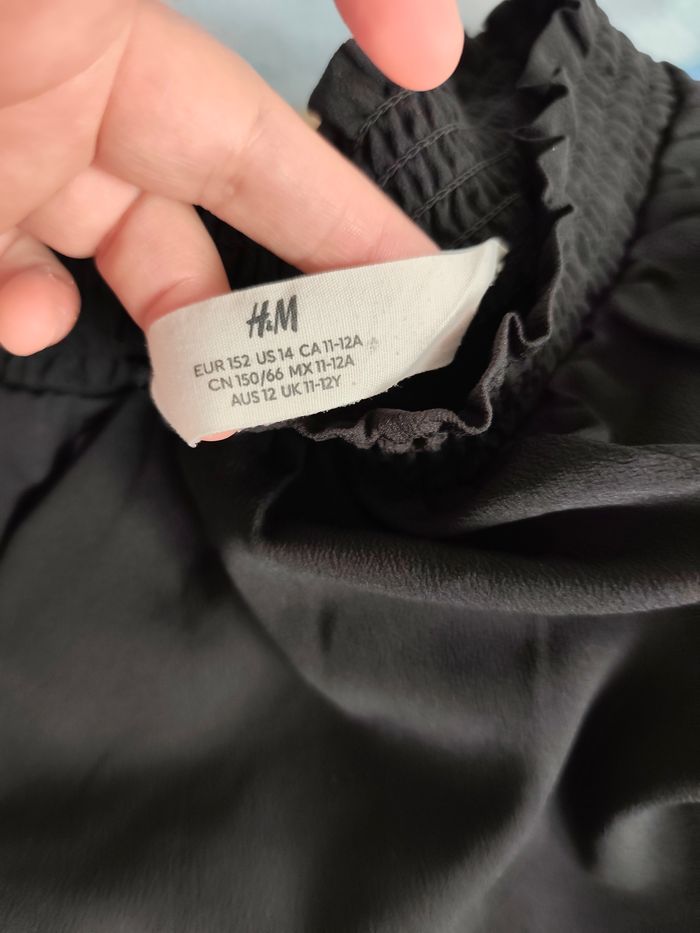 H&M
EUR 152 US 14 CA 11-12A
CN 150/66 MX 11-12A
AUS 12 UK 11-12Y